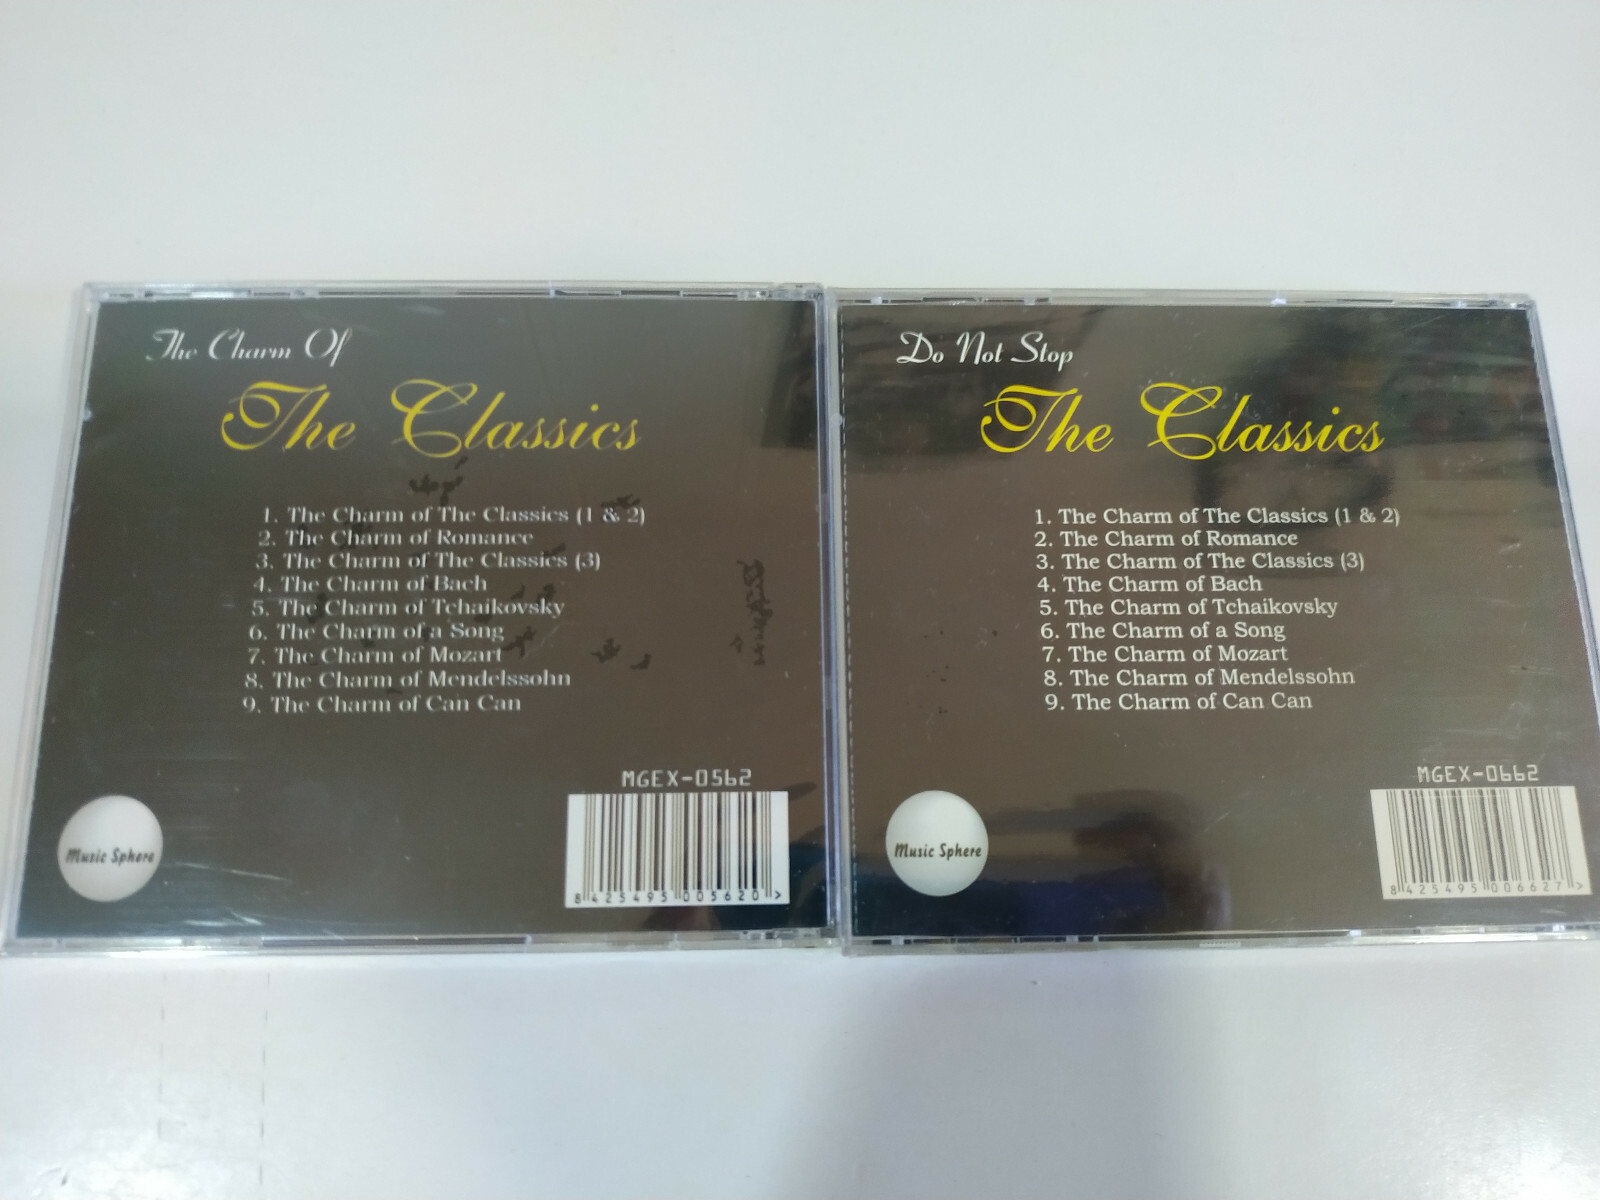 The Charm Of
The Classics
1. The Charm of The Classics (1 & 2)
2. The Charm of Romance
3. The Charm of The Classics (3)
4. The Charm of Bach
5. The Charm of Tchaikovsky
6. The Charm of a Song
7. The Charm of Mozart
8. The Charm of Mendelssohn
9. The Charm of Can Can
MGEX-0562
Music Sphere
8 425495 005620 >
Do Not Stop
The Classics
1. The Charm of The Classics (1 & 2)
2. The Charm of Romance
3. The Charm of The Classics (3)
4. The Charm of Bach
5. The Charm of Tchaikovsky
6. The Charm of a Song
7. The Charm of Mozart
8. The Charm of Mendelssohn
9. The Charm of Can Can
MGEX-0662
Music Sphere
8 425495 006627 >